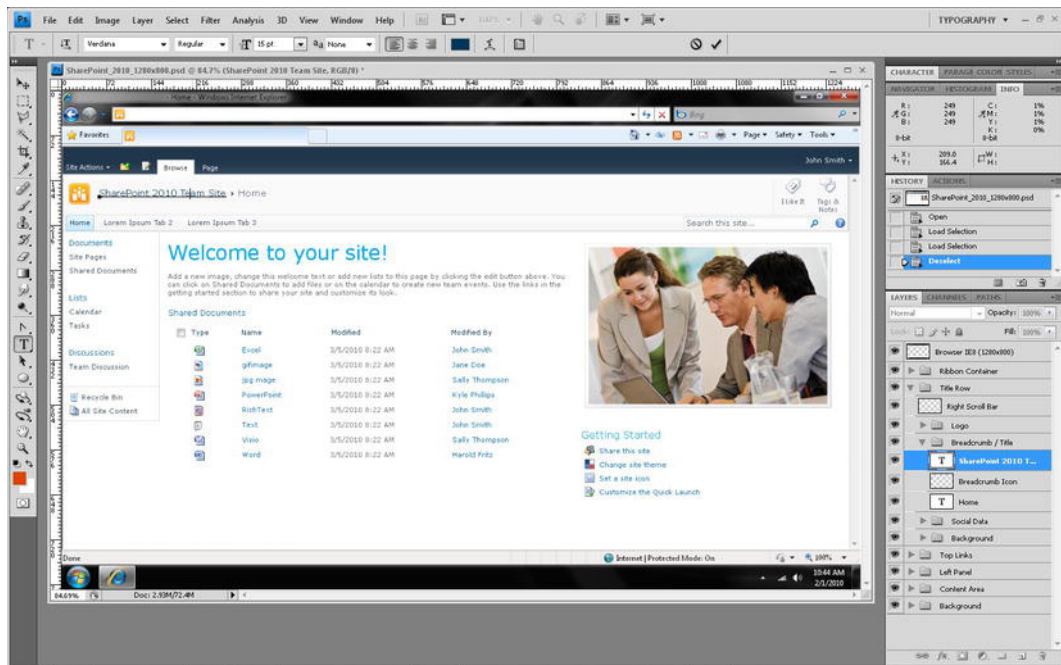 Ps File Edit Image Layer Select Filter Analysis 3D View Window Help TYPOGRAPHY
T Verdana Regular 15 pt None
SharePoint_2010_1280x800.psd @ 84.7% (SharePoint 2010 Team Site, RGB/8) *
Home - Windows Internet Explorer
Bing
Favorites Page Safety Tools
Site Actions Browse Page John Smith
SharePoint 2010 Team Site Home
I Like It Tags & Notes
Home Lorem Ipsum Tab 2 Lorem Ipsum Tab 3 Search this site...
Documents
Site Pages
Shared Documents
Lists
Calendar
Tasks
Discussions
Team Discussion
Recycle Bin
All Site Content
Welcome to your site!
Add a new image, change this welcome text or add new lists to this page by clicking the edit button above. You
can click on Shared Documents to add files or on the calendar to create new team events. Use the links in the
getting started section to share your site and customize its look.
Shared Documents
Type Name Modified Modified By
Excel 3/5/2010 8:22 AM John Smith
gifimage 3/5/2010 8:22 AM Jane Doe
jpg mage 3/5/2010 8:22 AM Sally Thompson
PowerPoint 3/5/2010 8:22 AM Kyle Philips
RichText 3/5/2010 8:22 AM John Smith
Text 3/5/2010 8:22 AM John Smith
Visio 3/5/2010 8:22 AM Sally Thompson
Word 3/5/2010 8:22 AM Harold Fritz
Getting Started
Share this site
Change site theme
Set a site icon
Customize the Quick Launch
Done Internet | Protected Mode: On 100%
10:44 AM
2/1/2010
84.69% Doc: 2.93M/72.4M
CHARACTER PARAGR COLOR STYLES
NAVIGATOR HISTOGRAM INFO
R: 249 C: 1%
G: 249 M: 1%
B: 249 Y: 1%
K: 0%
8-bit 8-bit
X: 209.0 W:
Y: 166.4 H:
HISTORY ACTIONS
SharePoint_2010_1280x800.psd
Open
Load Selection
Load Selection
Deselect
LAYERS CHANNELS PATHS
Normal Opacity: 100%
Lock: Fill: 100%
Browser IE8 (1280x800)
Ribbon Container
Title Row
Right Scroll Bar
Logo
Breadcrumb / Title
T SharePoint 2010 T...
Breadcrumb Icon
T Home
Social Data
Background
Top Links
Left Panel
Content Area
Background